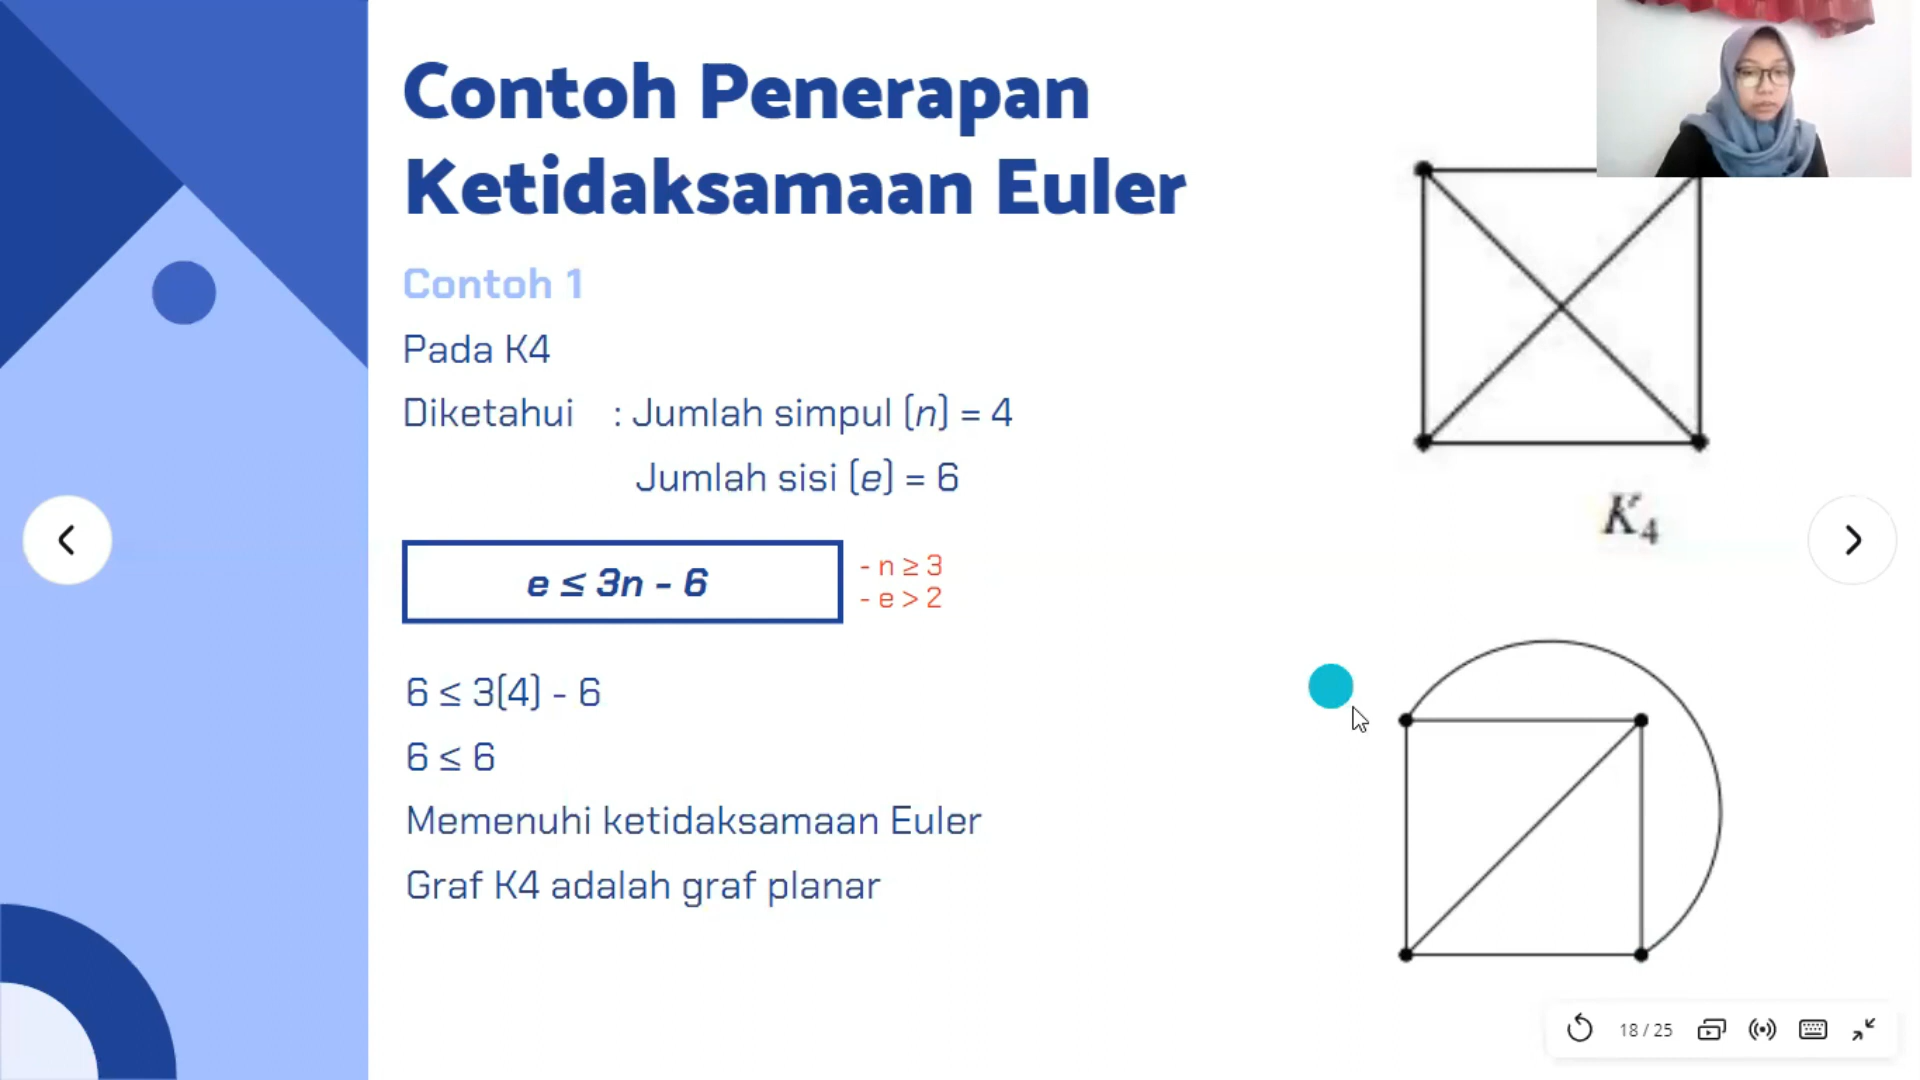 Contoh Penerapan
Ketidaksamaan Euler
Contoh 1
Pada K4
Diketahui : Jumlah simpul (n) = 4
Jumlah sisi (e) = 6
e ≤ 3n - 6
- n ≥ 3
- e > 2
6 ≤ 3(4) - 6
6 ≤ 6
Memenuhi ketidaksamaan Euler
Graf K4 adalah graf planar
K₄
18 / 25